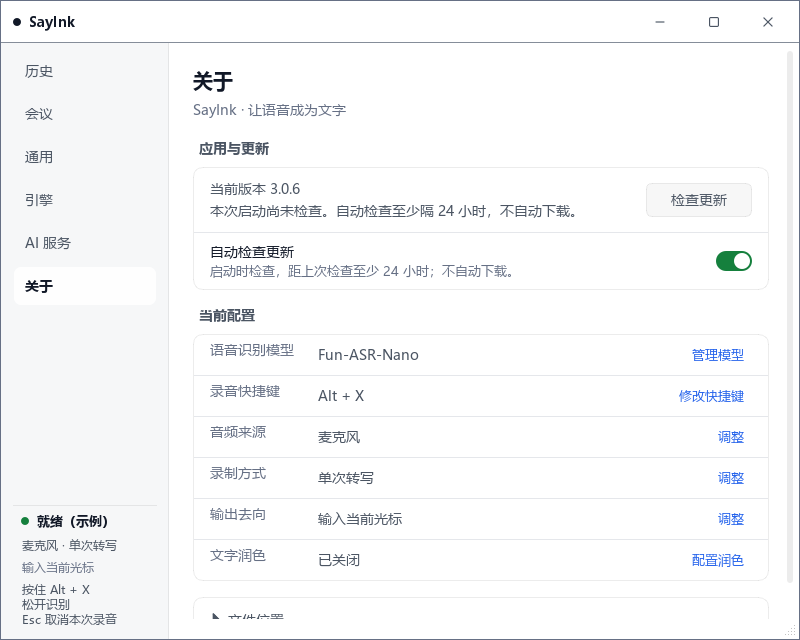 SayInk
历史
会议
通用
引擎
AI 服务
关于
就绪（示例）
麦克风 · 单次转写
输入当前光标
按住 Alt + X
松开识别
Esc 取消本次录音
关于
SayInk · 让语音成为文字
应用与更新
当前版本 3.0.6
本次启动尚未检查。自动检查至少隔 24 小时，不自动下载。
检查更新
自动检查更新
启动时检查，距上次检查至少 24 小时；不自动下载。
当前配置
语音识别模型 Fun-ASR-Nano 管理模型
录音快捷键 Alt + X 修改快捷键
音频来源 麦克风 调整
录制方式 单次转写 调整
输出去向 输入当前光标 调整
文字润色 已关闭 配置润色
文件位置